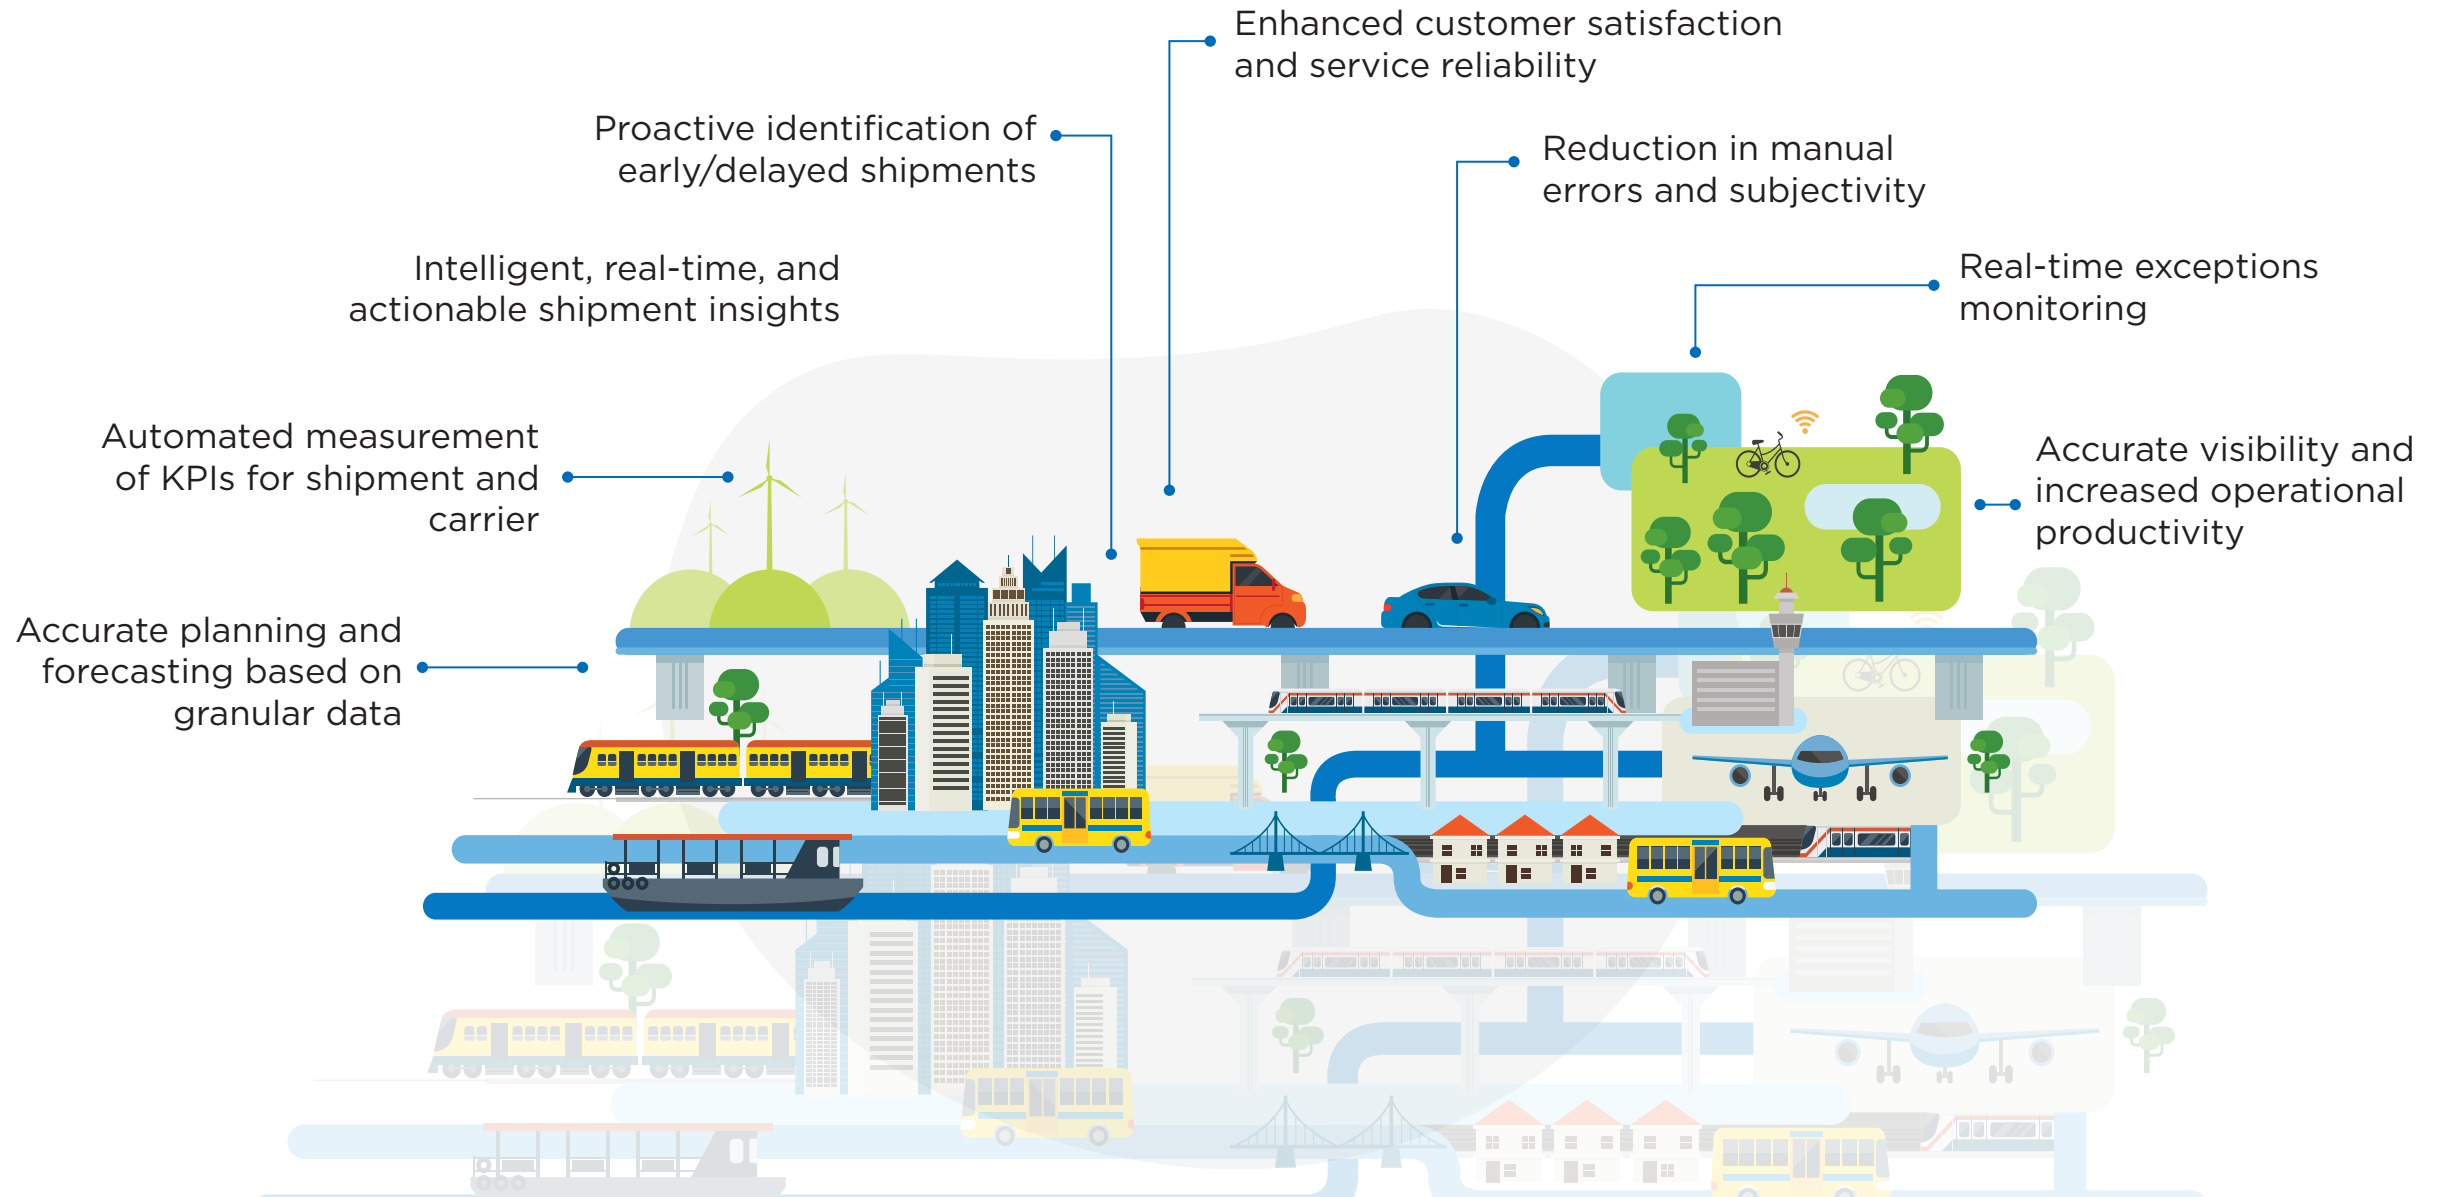 Enhanced customer satisfaction
and service reliability
Proactive identification of
early/delayed shipments
Reduction in manual
errors and subjectivity
Intelligent, real-time, and
actionable shipment insights
Real-time exceptions
monitoring
Automated measurement
of KPIs for shipment and
carrier
Accurate visibility and
increased operational
productivity
Accurate planning and
forecasting based on
granular data